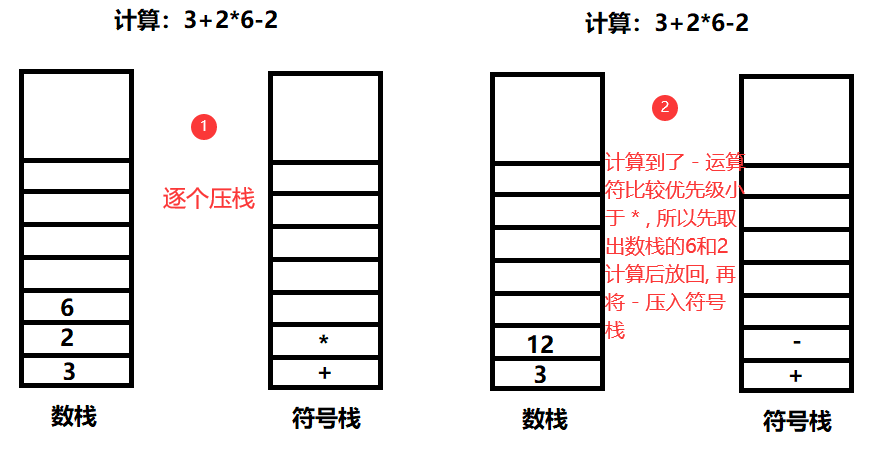 计算：3+2*6-2
1
逐个压栈
6
2
*
3
+
数栈
符号栈
计算：3+2*6-2
2
计算到了 - 运算
符比较优先级小
于 * , 所以先取
出数栈的6和2
计算后放回, 再
将 - 压入符号
栈
12
-
3
+
数栈
符号栈